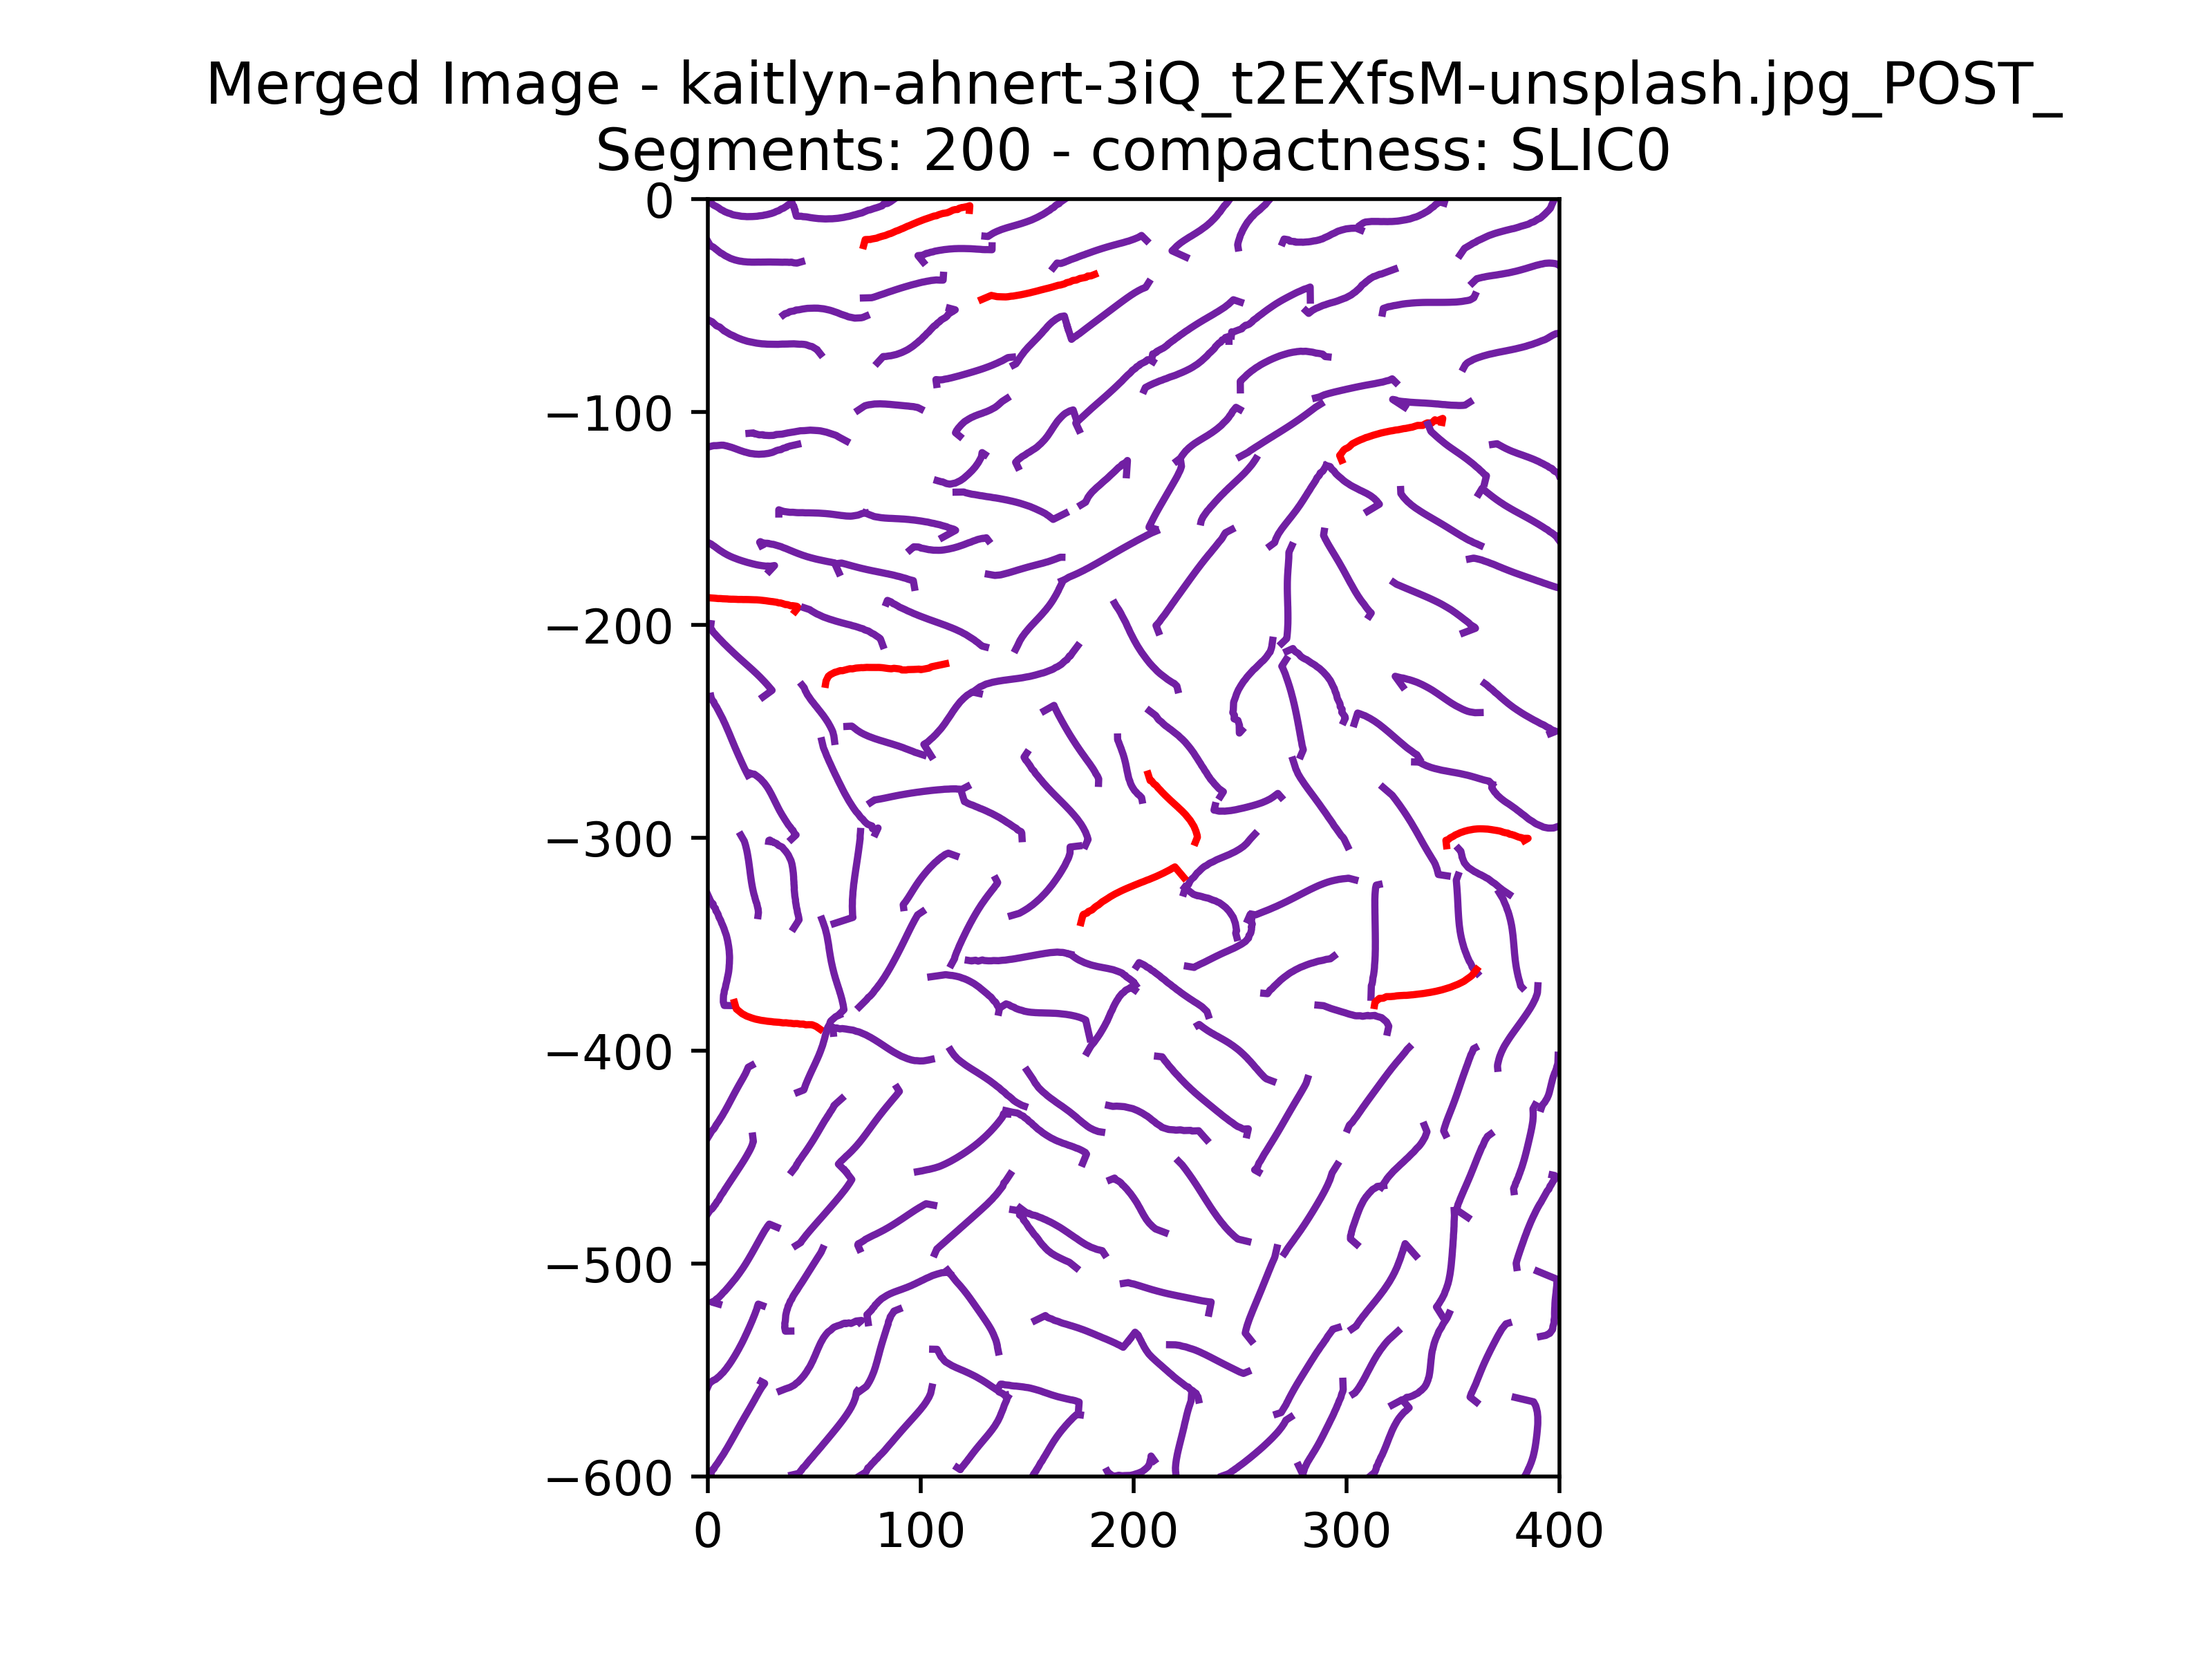 Merged Image - kaitlyn-ahnert-3iQ_t2EXfsM-unsplash.jpg_POST_
Segments: 200 - compactness: SLIC0
0
−100
−200
−300
−400
−500
−600
0 100 200 300 400